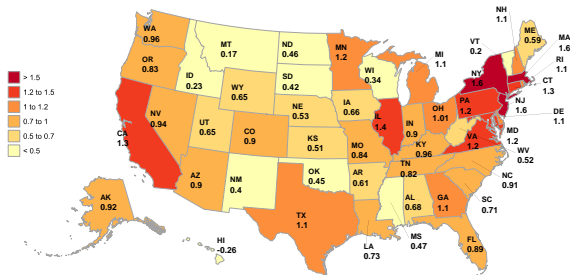 > 1.5
1.2 to 1.5
1 to 1.2
0.7 to 1
0.5 to 0.7
< 0.5
WA
0.96
OR
0.83
CA
1.3
NV
0.94
ID
0.23
MT
0.17
WY
0.65
UT
0.65
AZ
0.9
CO
0.9
NM
0.4
ND
0.46
SD
0.42
NE
0.53
KS
0.51
OK
0.45
TX
1.1
MN
1.2
IA
0.66
MO
0.84
AR
0.61
LA
0.73
WI
0.34
IL
1.4
MI
1.1
IN
0.9
OH
1.01
KY
0.96
TN
0.82
MS
0.47
AL
0.68
GA
1.1
FL
0.89
SC
0.71
NC
0.91
VA
1.2
WV
0.52
MD
1.2
DE
1.1
PA
1.2
NJ
1.6
NY
1.6
CT
1.3
RI
1.1
MA
1.6
VT
0.2
NH
1.1
ME
0.59
AK
0.92
HI
-0.26